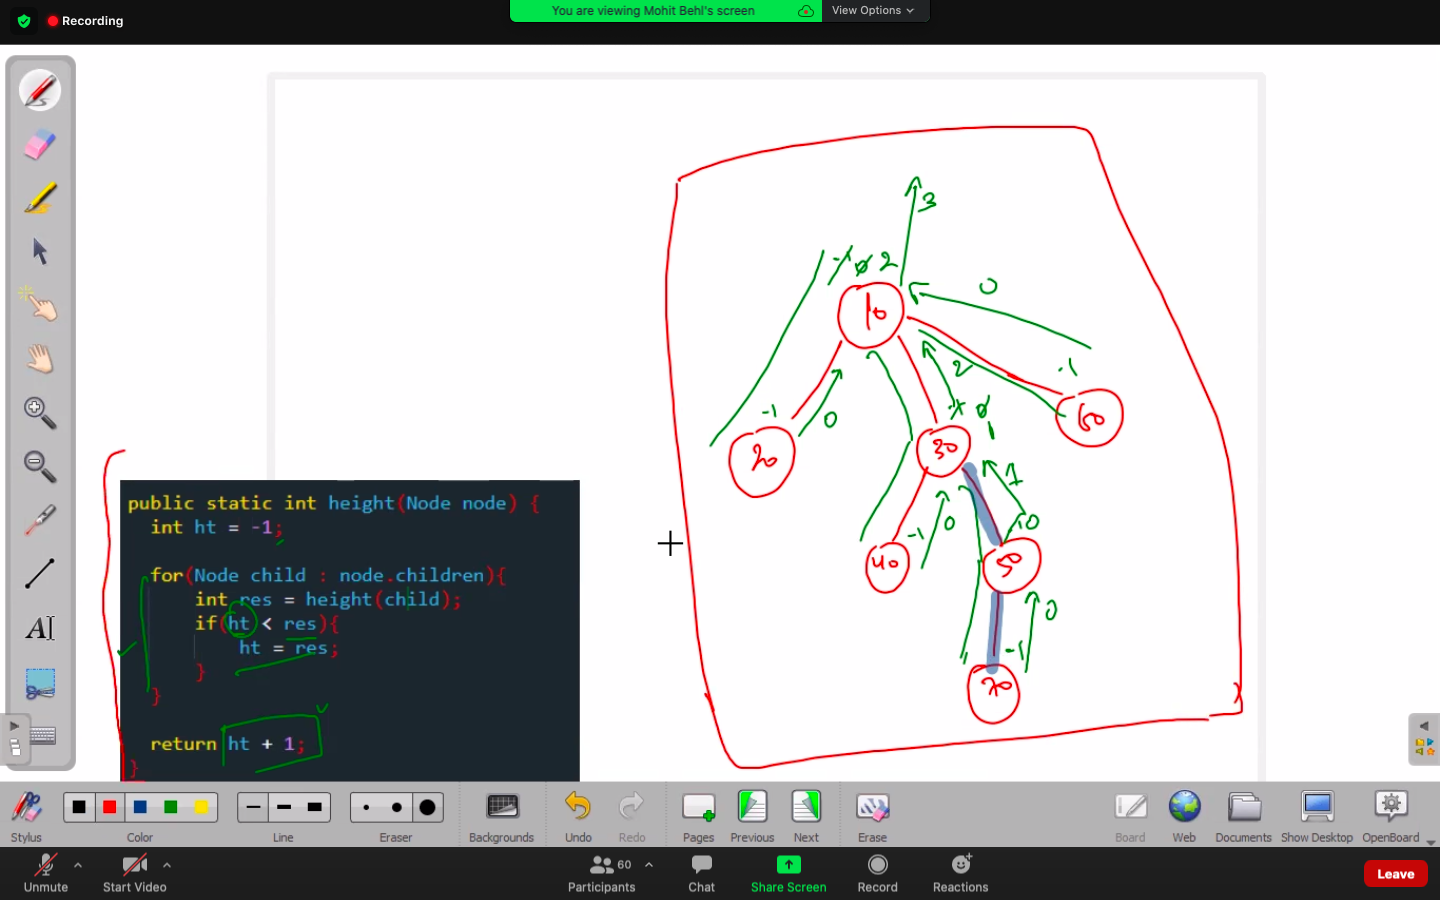 Recording
You are viewing Mohit Behl's screen
View Options
3
-1 0 2
10
0
2
-1
60
-1
0
20
-1 0
1
30
1
-1
0
40
-1 0
50
0
-1
70
public static int height(Node node) {
int ht = -1;
for(Node child : node.children){
int res = height(child);
if(ht < res){
ht = res;
}
}
return ht + 1;
}
Stylus
Color
Line
Eraser
Backgrounds
Undo
Redo
Pages
Previous
Next
Erase
Board
Web
Documents
Show Desktop
OpenBoard
Unmute
Start Video
60
Participants
Chat
Share Screen
Record
Reactions
Leave